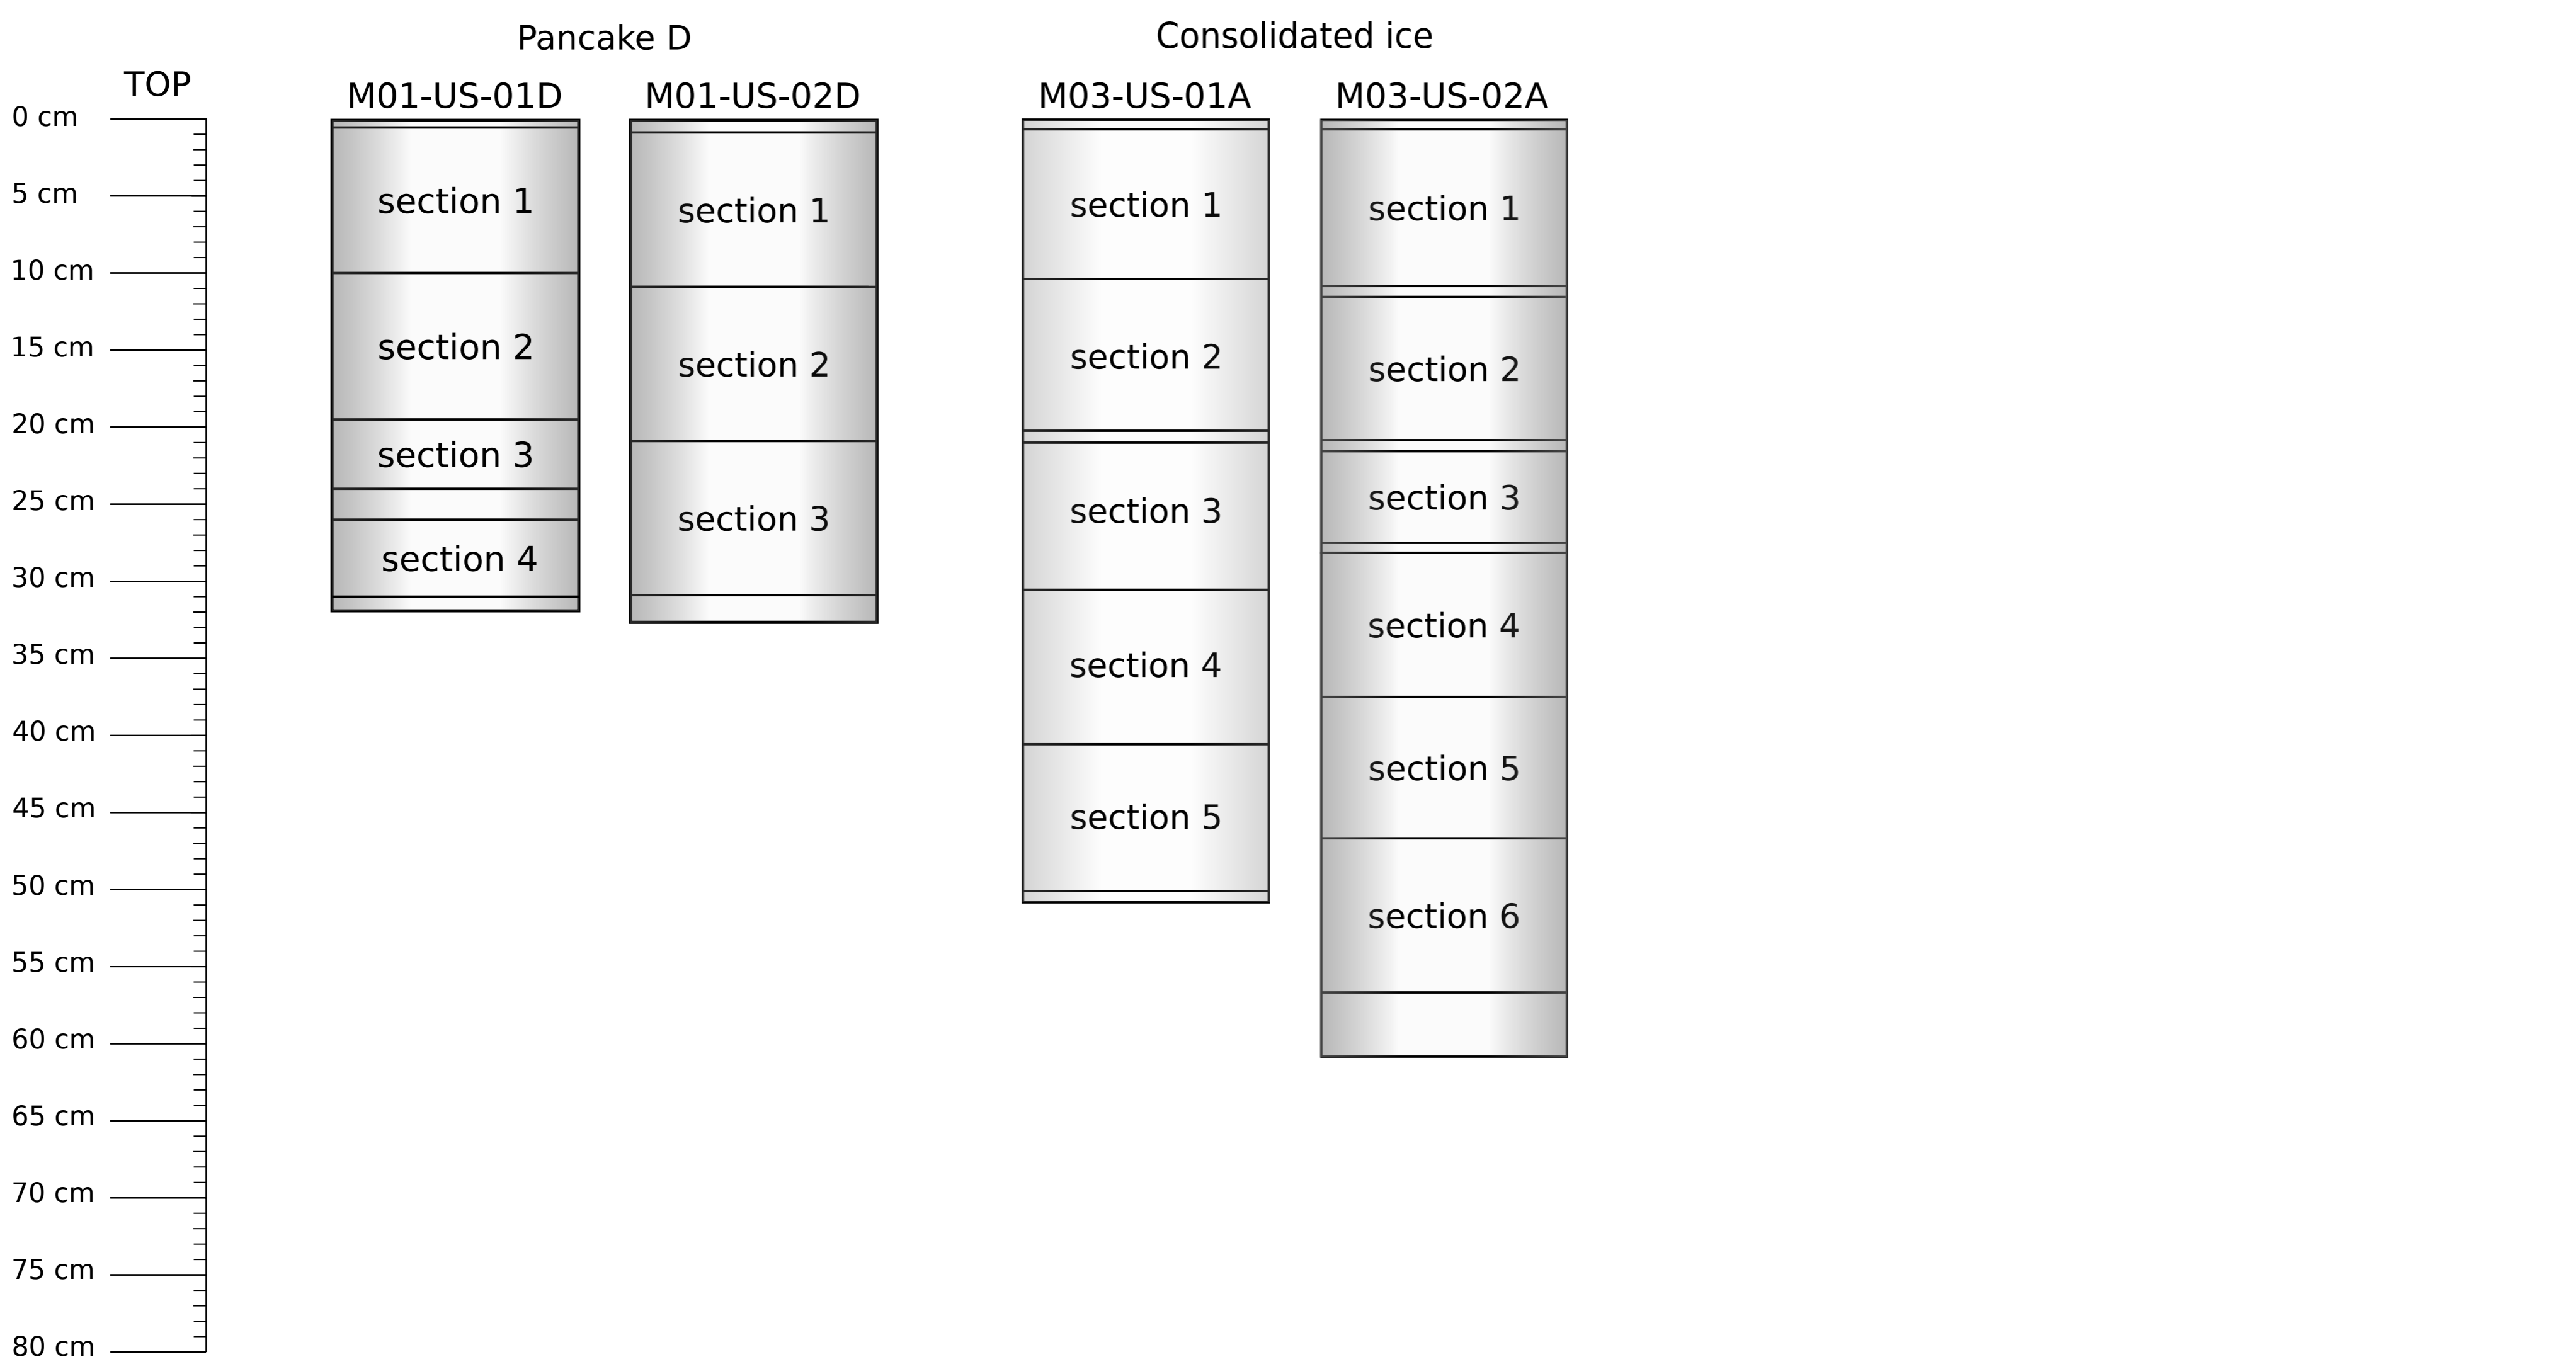 Pancake D
Consolidated ice
TOP
M01-US-01D
M01-US-02D
M03-US-01A
M03-US-02A
0 cm
5 cm
10 cm
15 cm
20 cm
25 cm
30 cm
35 cm
40 cm
45 cm
50 cm
55 cm
60 cm
65 cm
70 cm
75 cm
80 cm
section 1
section 2
section 3
section 4
section 1
section 2
section 3
section 1
section 2
section 3
section 4
section 5
section 1
section 2
section 3
section 4
section 5
section 6